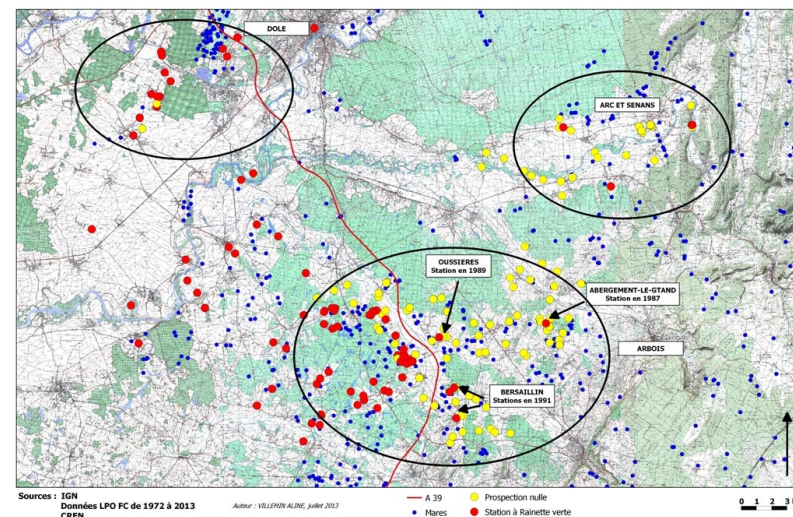 DOLE
ARC ET SENANS
OUSSIERES
Station en 1989
ABERGEMENT-LE-GTAND
Station en 1987
ARBOIS
BERSAILLIN
Stations en 1991
Sources : IGN
Données LPO FC de 1972 à 2013
CREN
Auteur : VILLEMIN ALINE, juillet 2013
A 39
Mares
Prospection nulle
Station à Rainette verte
0 1 2 3